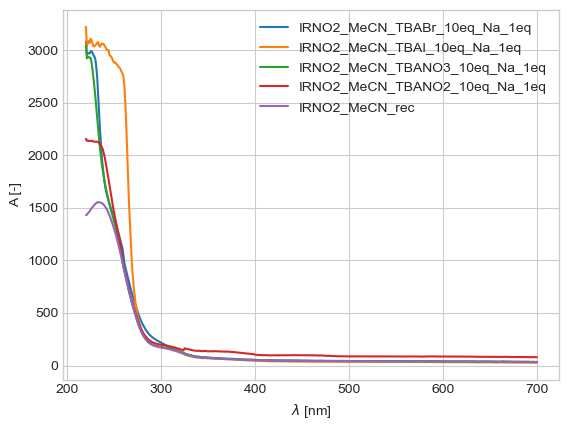 IRNO2_MeCN_TBABr_10eq_Na_1eq
IRNO2_MeCN_TBAI_10eq_Na_1eq
IRNO2_MeCN_TBANO3_10eq_Na_1eq
IRNO2_MeCN_TBANO2_10eq_Na_1eq
IRNO2_MeCN_rec
3000
2500
2000
1500
1000
500
0
A [-]
200 300 400 500 600 700
λ [nm]